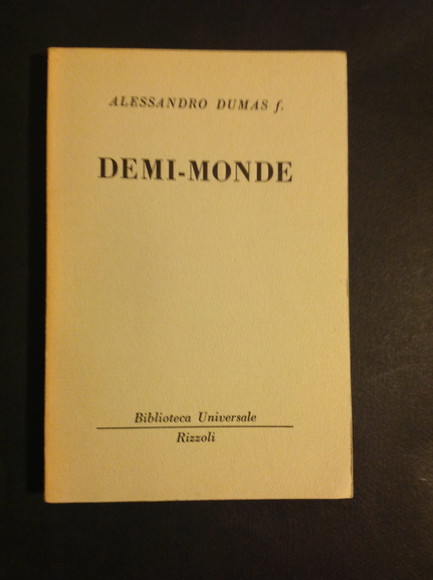 ALESSANDRO DUMAS f.
DEMI-MONDE
Biblioteca Universale
Rizzoli